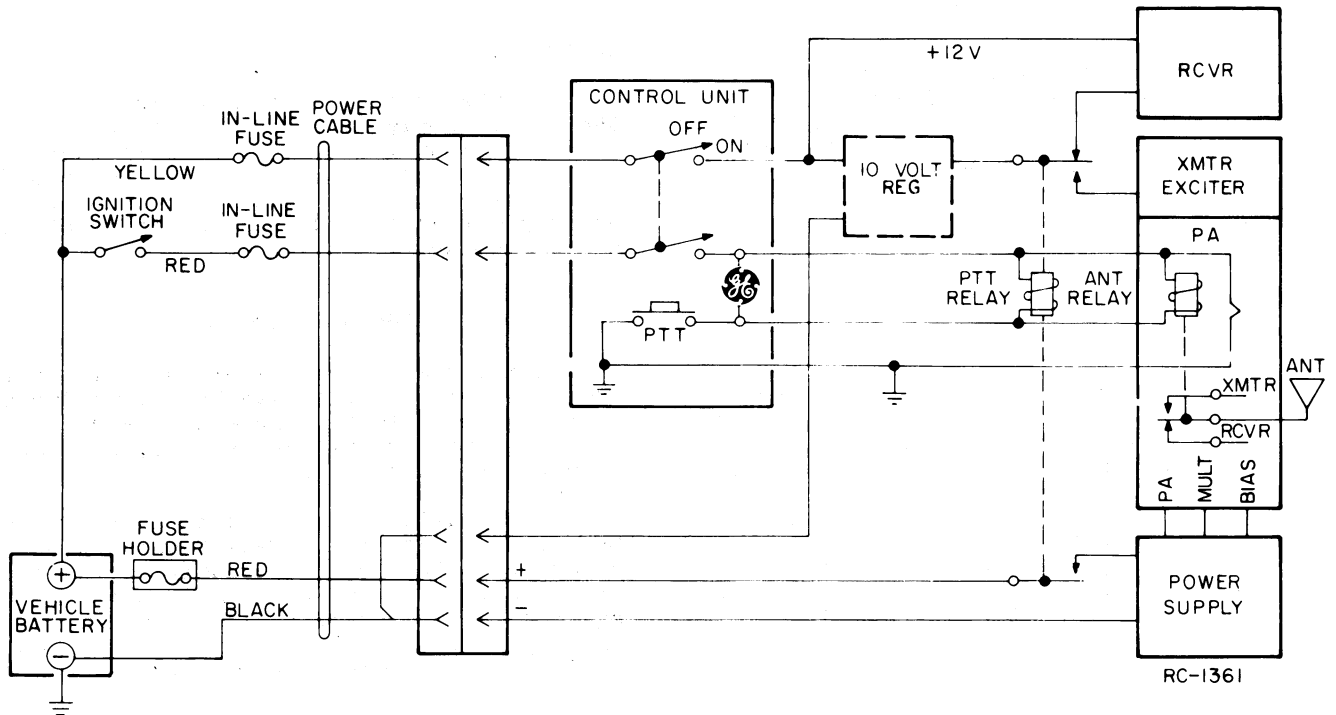 RCVR
+12V
CONTROL UNIT
OFF
ON
IN-LINE
FUSE
POWER
CABLE
YELLOW
10 VOLT
REG
XMTR
EXCITER
IGNITION
SWITCH
IN-LINE
FUSE
RED
PA
PTT
RELAY
ANT
RELAY
GE
PTT
ANT
XMTR
RCVR
PA
MULT
BIAS
FUSE
HOLDER
RED
+
+
BLACK
−
VEHICLE
BATTERY
−
POWER
SUPPLY
RC-1361